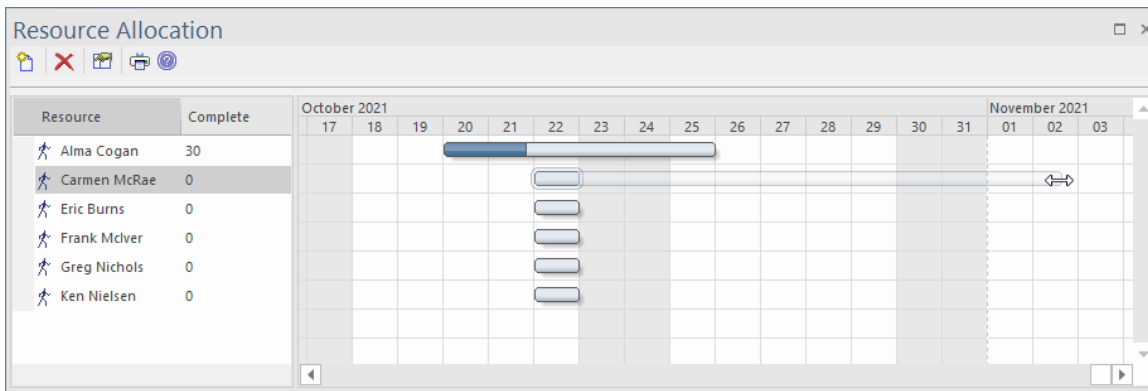 Resource Allocation
October 2021 November 2021
Resource Complete
17 18 19 20 21 22 23 24 25 26 27 28 29 30 31 01 02 03
Alma Cogan 30
Carmen McRae 0
Eric Burns 0
Frank McIver 0
Greg Nichols 0
Ken Nielsen 0